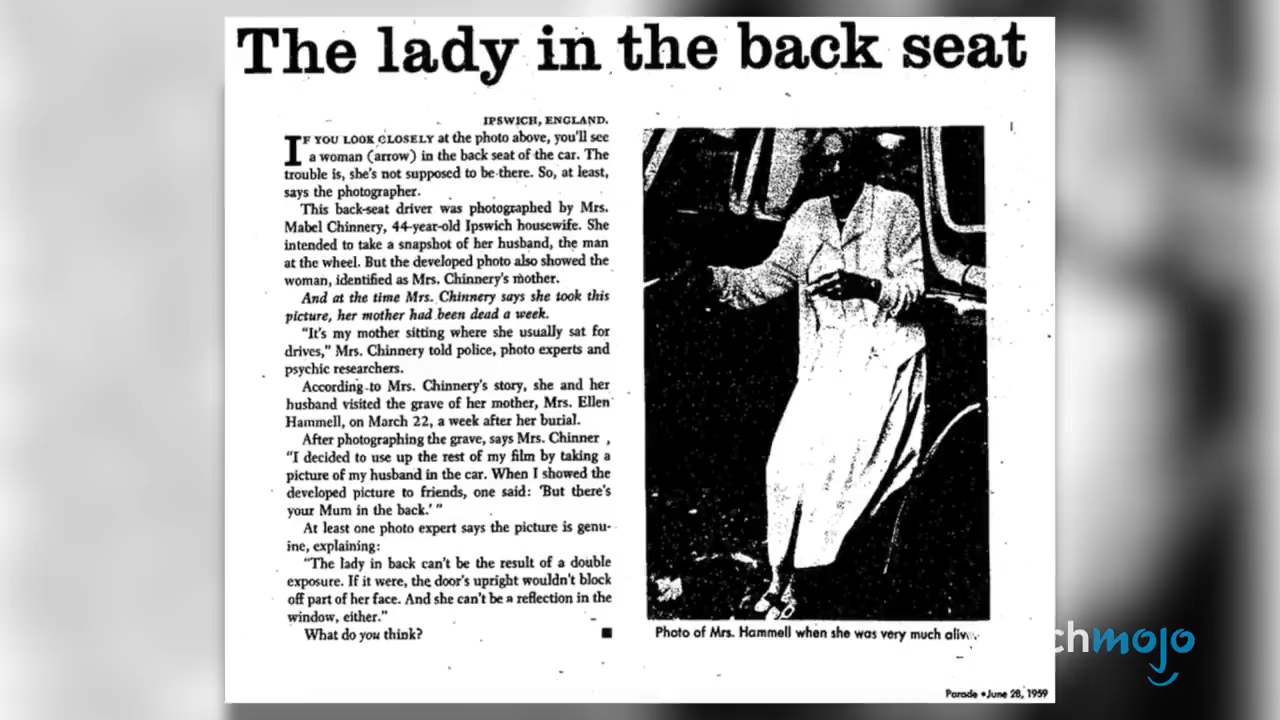 The lady in the back seat
IPSWICH, ENGLAND.
IF YOU LOOK CLOSELY at the photo above, you'll see
a woman (arrow) in the back seat of the car. The
trouble is, she's not supposed to be there. So, at least,
says the photographer.
This back-seat driver was photographed by Mrs.
Mabel Chinnery, 44-year-old Ipswich housewife. She
intended to take a snapshot of her husband, the man
at the wheel. But the developed photo also showed the
woman, identified as Mrs. Chinnery's mother.
And at the time Mrs. Chinnery says she took this
picture, her mother had been dead a week.
"It's my mother sitting where she usually sat for
drives," Mrs. Chinnery told police, photo experts and
psychic researchers.
According to Mrs. Chinnery's story, she and her
husband visited the grave of her mother, Mrs. Ellen
Hammell, on March 22, a week after her burial.
After photographing the grave, says Mrs. Chinner ,
"I decided to use up the rest of my film by taking a
picture of my husband in the car. When I showed the
developed picture to friends, one said: 'But there's
your Mum in the back.' "
At least one photo expert says the picture is genu-
ine, explaining:
"The lady in back can't be the result of a double
exposure. If it were, the door's upright wouldn't block
off part of her face. And she can't be a reflection in the
window, either."
What do you think?
Photo of Mrs. Hammell when she was very much aliv
chmojo
Parade • June 28, 1959